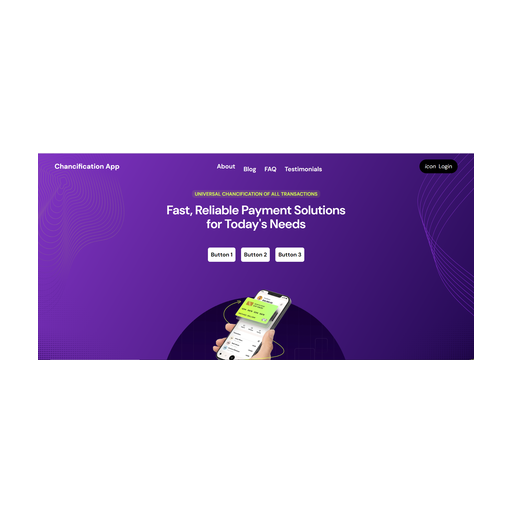 Chancification App
About
Blog
FAQ
Testimonials
icon Login
UNIVERSAL CHANCIFICATION OF ALL TRANSACTIONS
Fast, Reliable Payment Solutions
for Today's Needs
Button 1
Button 2
Button 3